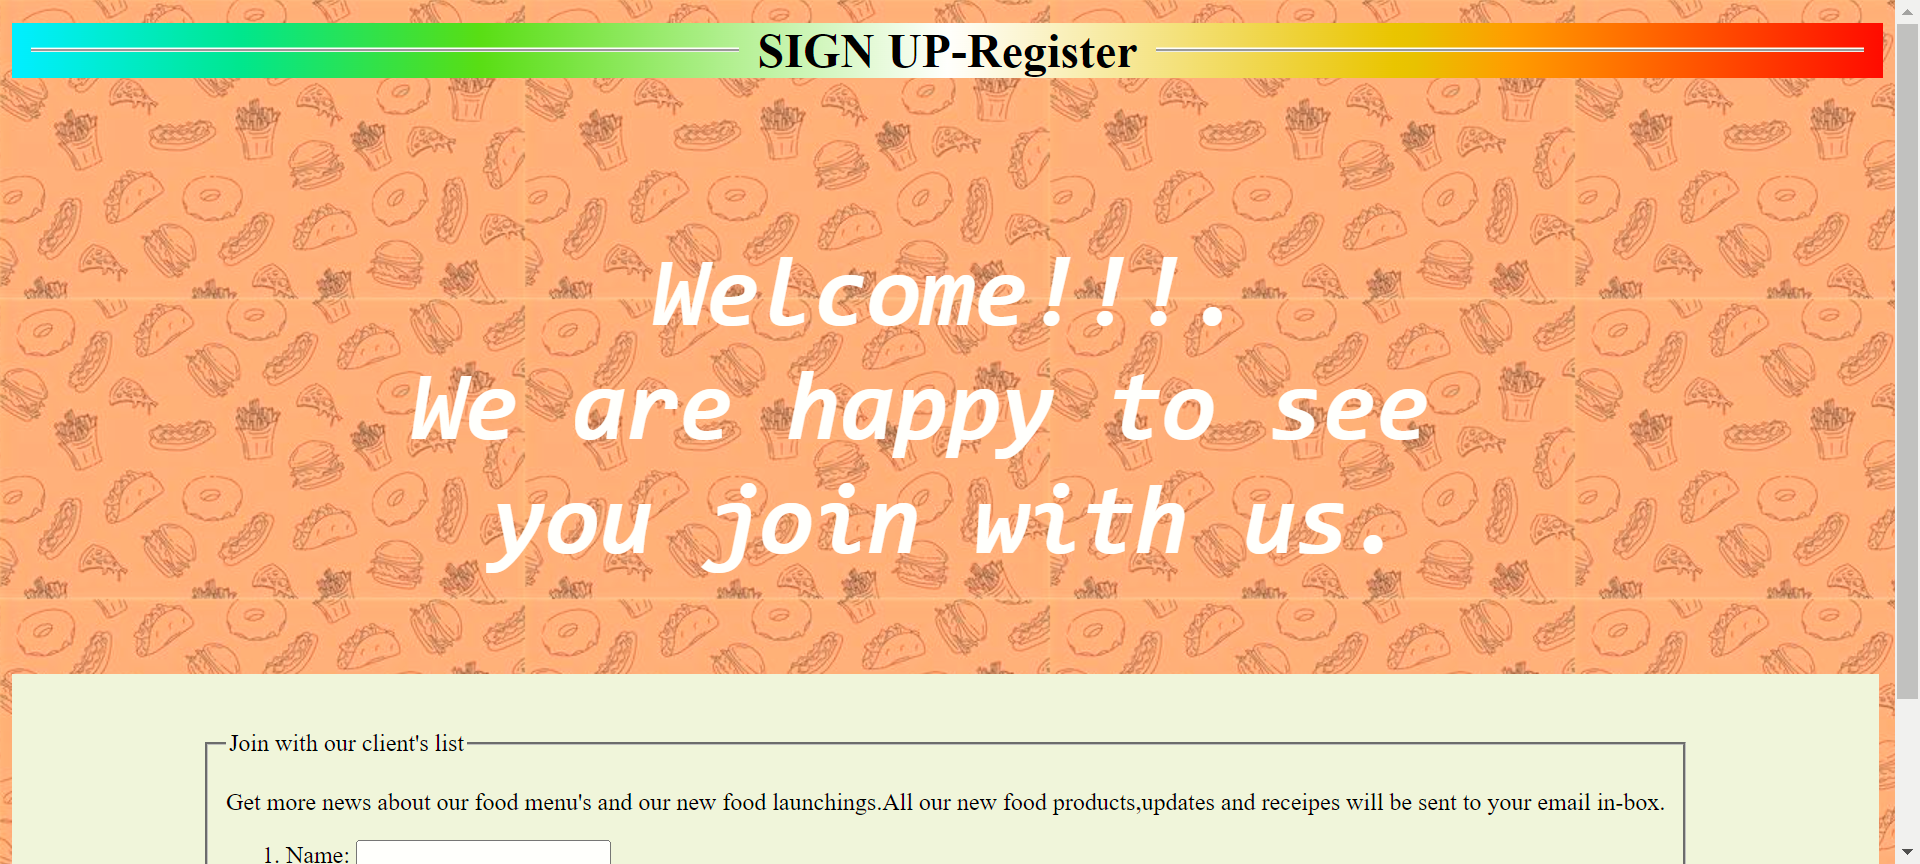 SIGN UP-Register
Welcome!!!.
We are happy to see
you join with us.
Join with our client's list
Get more news about our food menu's and our new food launchings.All our new food products,updates and receipes will be sent to your email in-box.
1. Name: